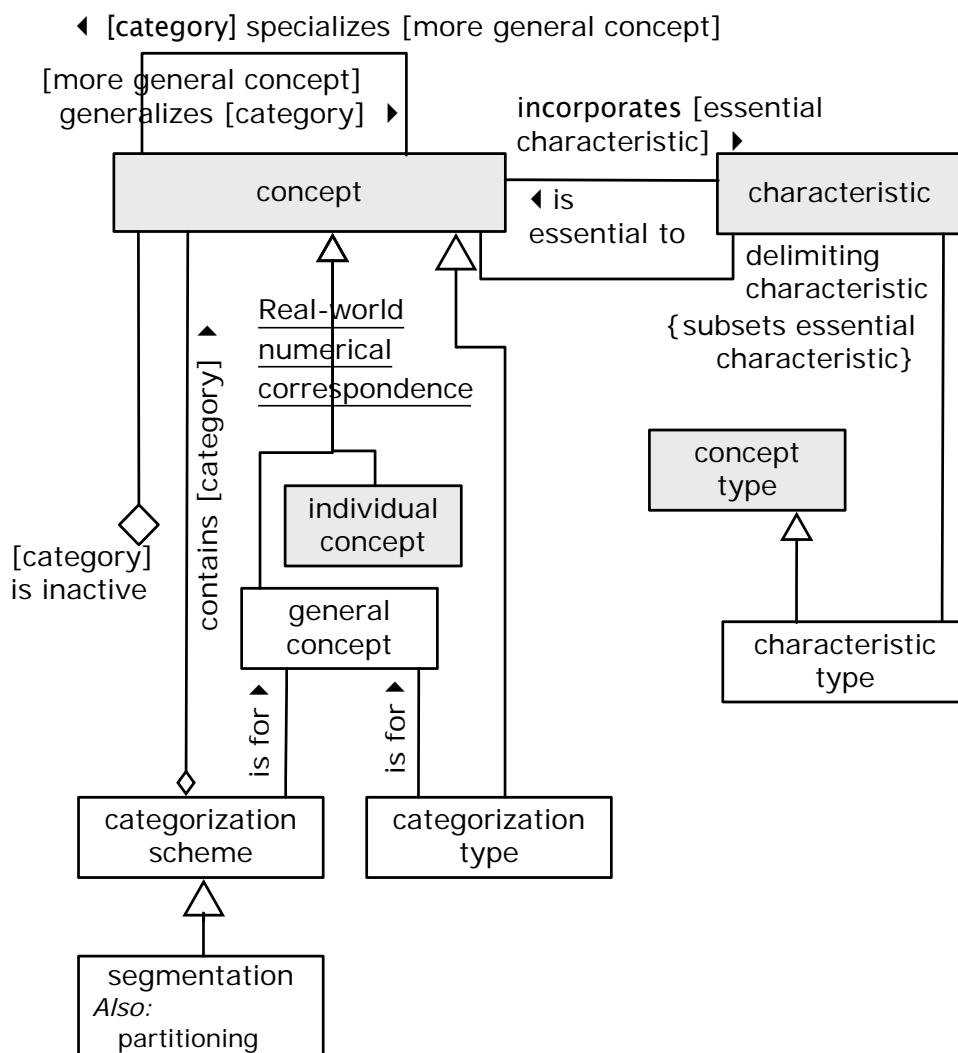 ◂ [category] specializes [more general concept]
[more general concept]
generalizes [category] ▸
incorporates [essential
characteristic] ▸
concept
characteristic
◂ is
essential to
delimiting
characteristic
{subsets essential
characteristic}
Real-world
numerical
correspondence
contains [category] ▸
concept
type
individual
concept
[category]
is inactive
general
concept
characteristic
type
is for ▸
is for ▸
categorization
scheme
categorization
type
segmentation
Also:
partitioning